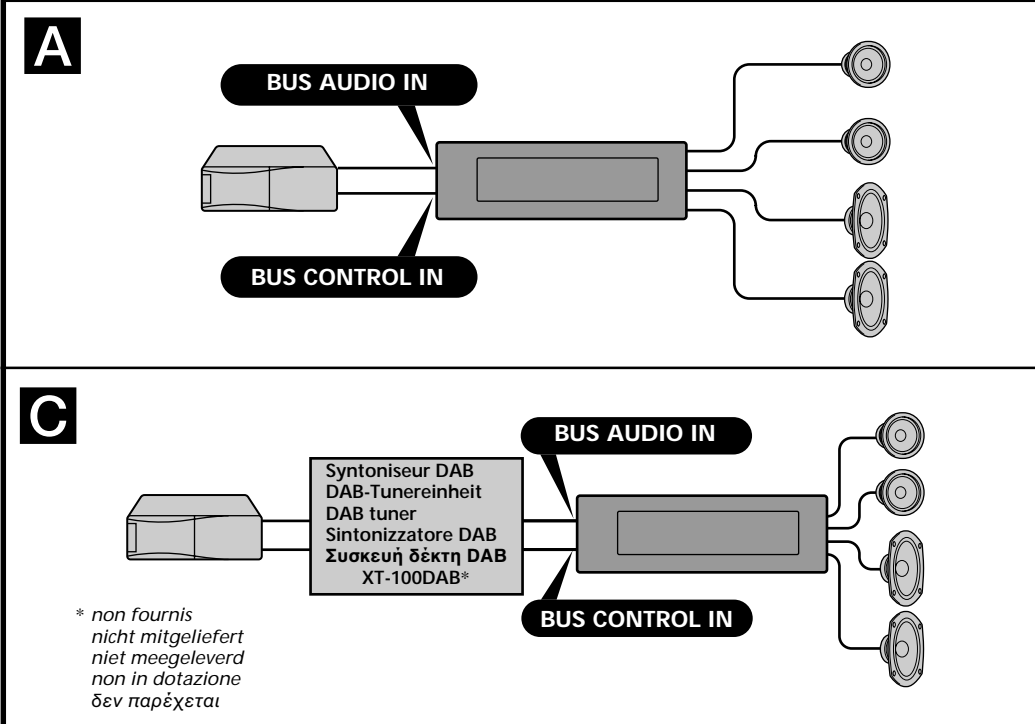 A
BUS AUDIO IN
BUS CONTROL IN
C
BUS AUDIO IN
Syntoniseur DAB
DAB-Tunereinheit
DAB tuner
Sintonizzatore DAB
Συσκευή δέκτη DAB
XT-100DAB*
BUS CONTROL IN
* non fournis
nicht mitgeliefert
niet meegeleverd
non in dotazione
δεν παρέχεται